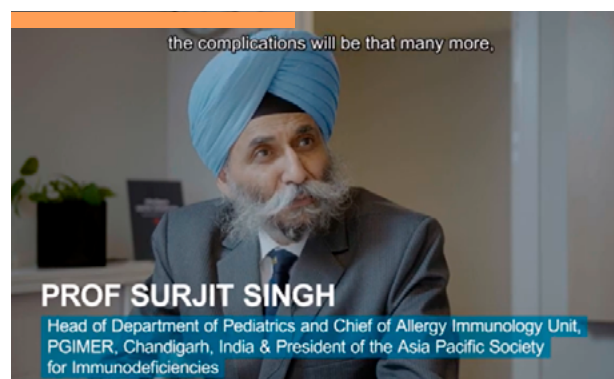 the complications will be that many more,
PROF SURJIT SINGH
Head of Department of Pediatrics and Chief of Allergy Immunology Unit,
PGIMER, Chandigarh, India & President of the Asia Pacific Society
for Immunodeficiencies